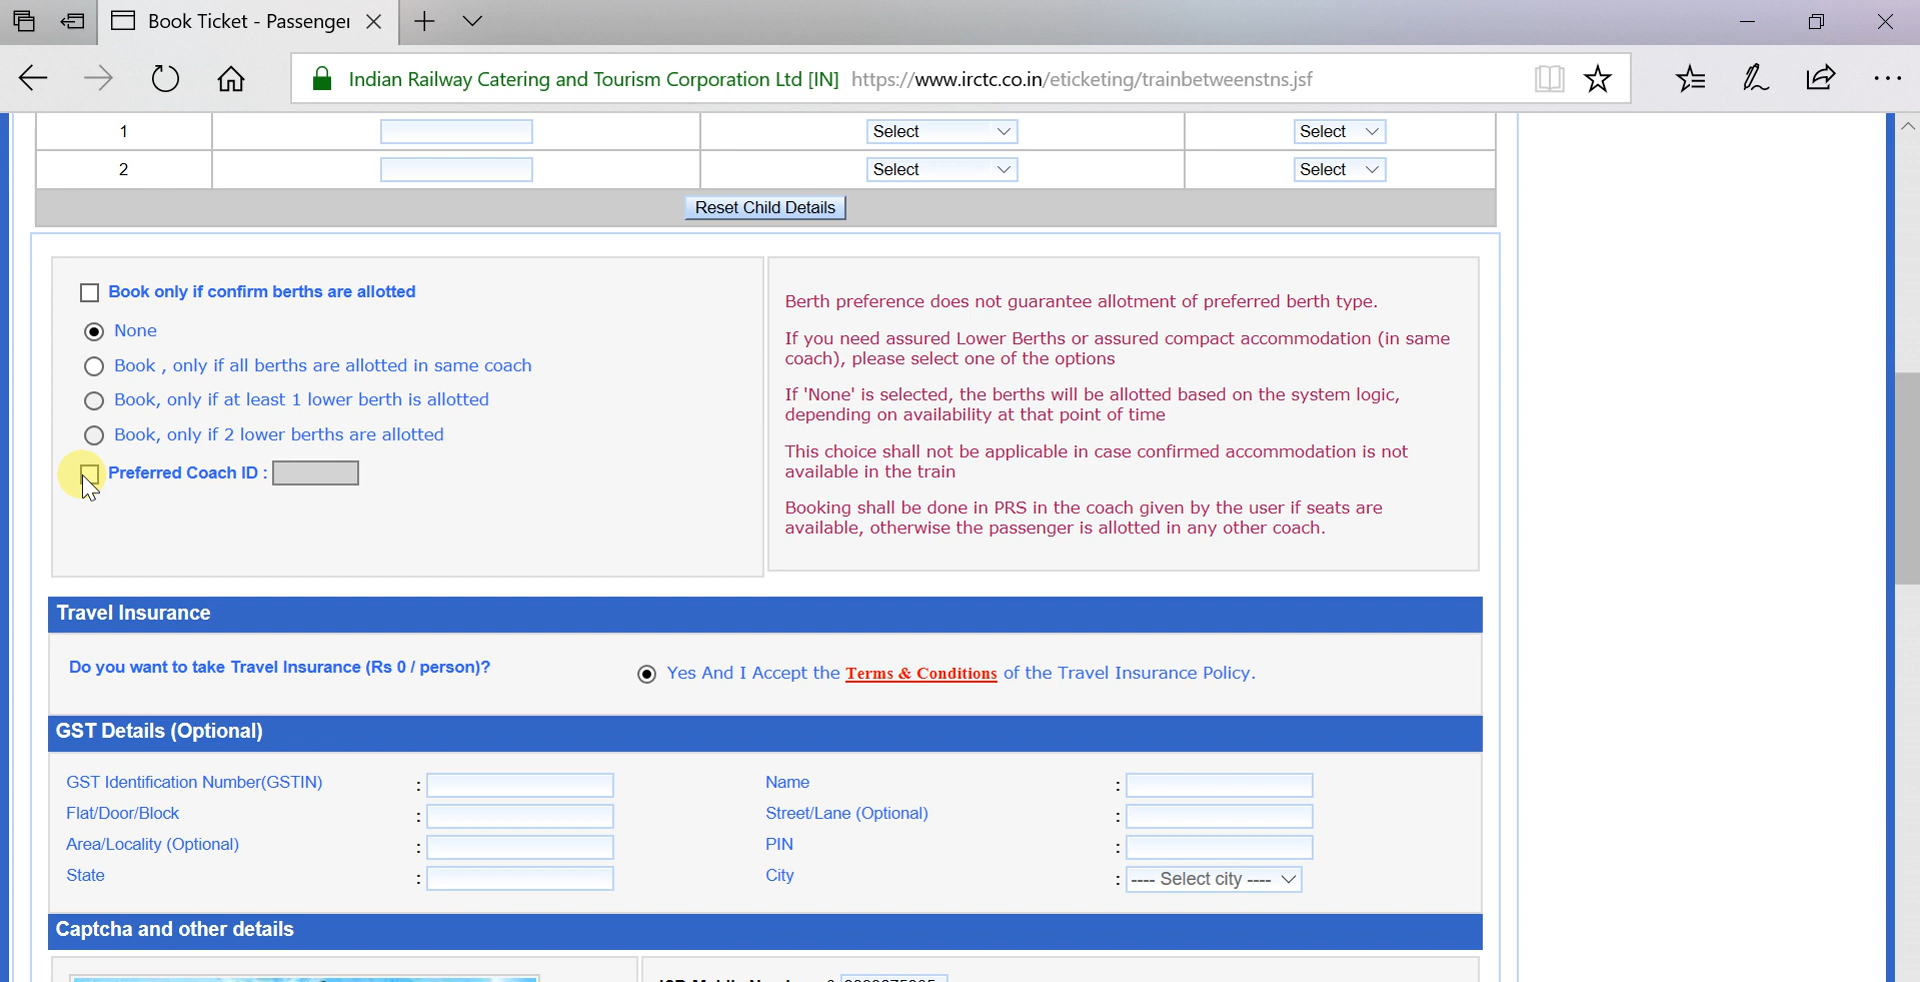 Book Ticket - Passenger
Indian Railway Catering and Tourism Corporation Ltd [IN] https://www.irctc.co.in/eticketing/trainbetweenstns.jsf
1 Select Select
2 Select Select
Reset Child Details
Book only if confirm berths are allotted
None
Book , only if all berths are allotted in same coach
Book, only if at least 1 lower berth is allotted
Book, only if 2 lower berths are allotted
Preferred Coach ID :
Berth preference does not guarantee allotment of preferred berth type.
If you need assured Lower Berths or assured compact accommodation (in same
coach), please select one of the options
If 'None' is selected, the berths will be allotted based on the system logic,
depending on availability at that point of time
This choice shall not be applicable in case confirmed accommodation is not
available in the train
Booking shall be done in PRS in the coach given by the user if seats are
available, otherwise the passenger is allotted in any other coach.
Travel Insurance
Do you want to take Travel Insurance (Rs 0 / person)? Yes And I Accept the Terms & Conditions of the Travel Insurance Policy.
GST Details (Optional)
GST Identification Number(GSTIN) : Name :
Flat/Door/Block : Street/Lane (Optional) :
Area/Locality (Optional) : PIN :
State : City : ---- Select city ----
Captcha and other details